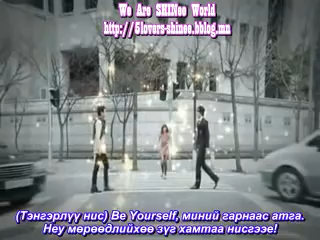 We Are SHINee World
http://5lovers-shinee.bblog.mn
(Тэнгэрлүү нис) Be Yourself, миний гарнаас атга.
Неу мөрөөдлийхөө зүг хамтаа нисгээе!